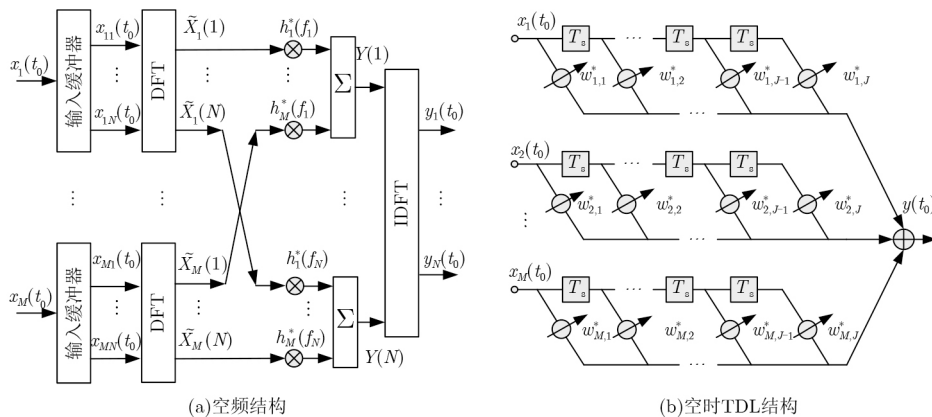 x₁(t₀)
输入缓冲器
x₁₁(t₀)
⋯
x₁N(t₀)
DFT
X̃₁(1)
⋯
X̃₁(N)
h₁*(f₁)
⋮
hM*(f₁)
Σ
Y(1)
⋮
xM(t₀)
输入缓冲器
xM1(t₀)
⋯
xMN(t₀)
DFT
X̃M(1)
⋮
X̃M(N)
h₁*(fN)
⋮
hM*(fN)
Σ
Y(N)
IDFT
y₁(t₀)
⋮
yN(t₀)
(a)空频结构
x₁(t₀)
Ts ⋯ Ts Ts
w*₁,₁ w*₁,₂ w*₁,J−1 w*₁,J
⋯
x₂(t₀)
Ts ⋯ Ts Ts
w*₂,₁ w*₂,₂ w*₂,J−1 w*₂,J
⋯
⋮
y(t₀)
xM(t₀)
Ts ⋯ Ts Ts
w*M,1 w*M,2 w*M,J−1 w*M,J
⋯
(b)空时TDL结构